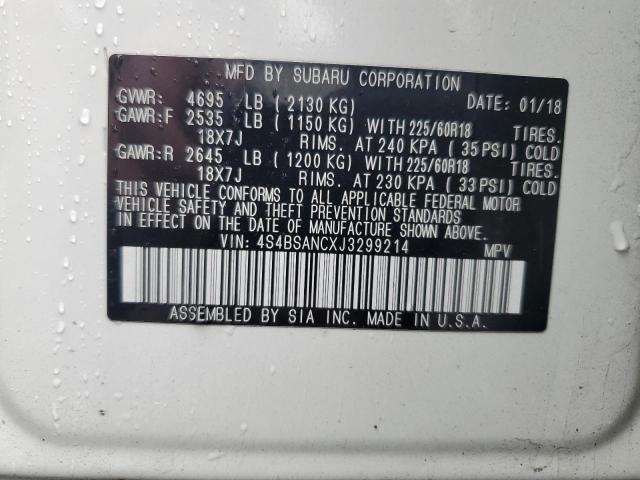 MFD BY SUBARU CORPORATION
GVWR: 4695 LB (2130 KG) DATE: 01/18
GAWR:F 2535 LB (1150 KG) WITH 225/60R18 TIRES.
18X7J RIMS. AT 240 KPA (35 PSI) COLD
GAWR:R 2645 LB (1200 KG) WITH 225/60R18 TIRES.
18X7J RIMS. AT 230 KPA (33 PSI) COLD
THIS VEHICLE CONFORMS TO ALL APPLICABLE FEDERAL MOTOR
VEHICLE SAFETY AND THEFT PREVENTION STANDARDS
IN EFFECT ON THE DATE OF MANUFACTURE SHOWN ABOVE.
VIN: 4S4BSANCXJ3299214 MPV
ASSEMBLED BY SIA INC. MADE IN U.S.A.